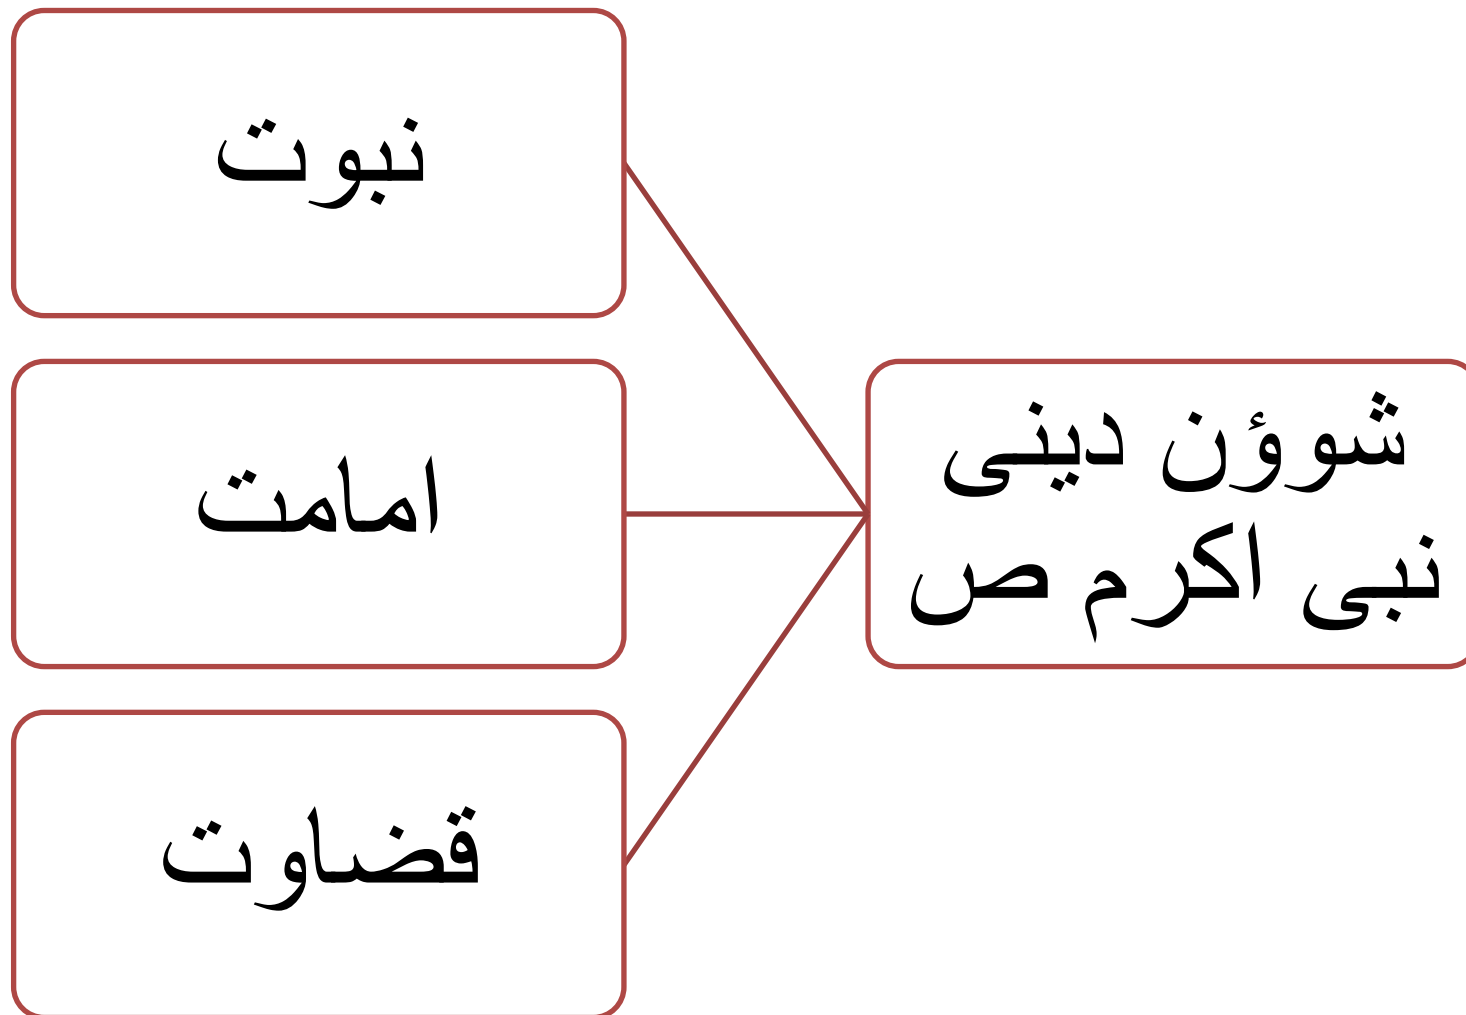 شوؤن دینی
نبی اکرم ص
نبوت
امامت
قضاوت